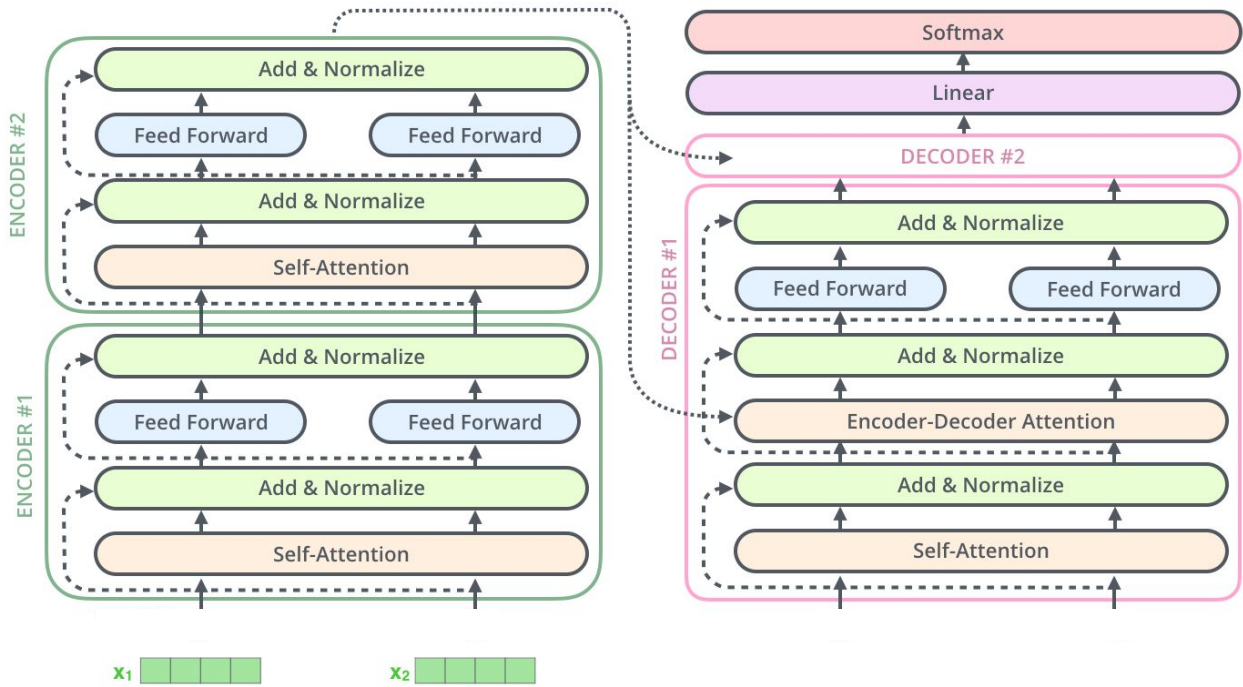 ENCODER #2
Add & Normalize
Feed Forward
Feed Forward
Add & Normalize
Self-Attention
ENCODER #1
Add & Normalize
Feed Forward
Feed Forward
Add & Normalize
Self-Attention
x₁
x₂
Softmax
Linear
DECODER #2
DECODER #1
Add & Normalize
Feed Forward
Feed Forward
Add & Normalize
Encoder-Decoder Attention
Add & Normalize
Self-Attention